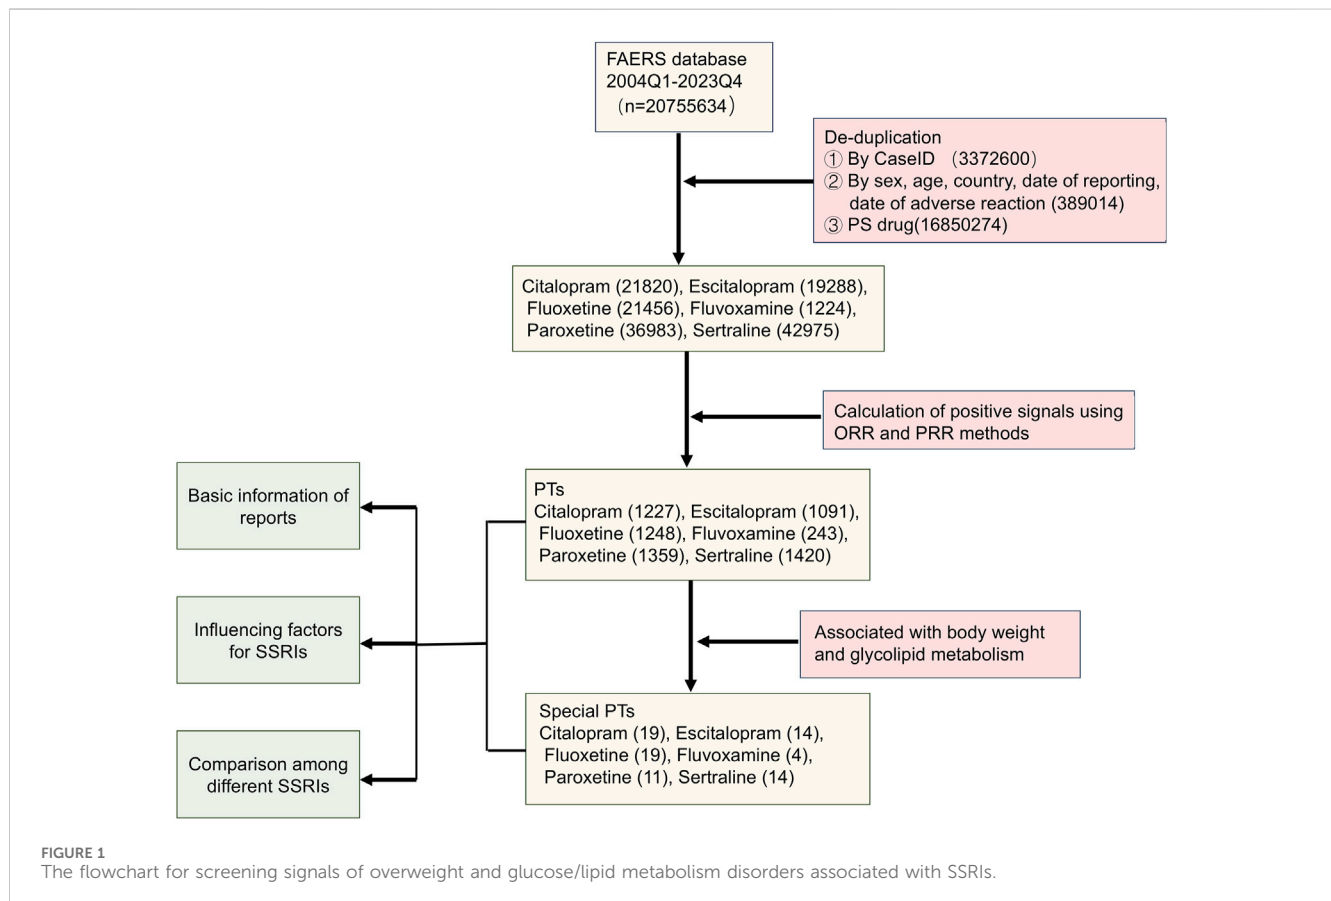 FAERS database
2004Q1-2023Q4
（n=20755634）
De-duplication
① By CaseID （3372600）
② By sex, age, country, date of reporting,
date of adverse reaction (389014)
③ PS drug(16850274)
Citalopram (21820), Escitalopram (19288),
Fluoxetine (21456), Fluvoxamine (1224),
Paroxetine (36983), Sertraline (42975)
Calculation of positive signals using
ORR and PRR methods
PTs
Citalopram (1227), Escitalopram (1091),
Fluoxetine (1248), Fluvoxamine (243),
Paroxetine (1359), Sertraline (1420)
Basic information of
reports
Influencing factors
for SSRIs
Comparison among
different SSRIs
Associated with body weight
and glycolipid metabolism
Special PTs
Citalopram (19), Escitalopram (14),
Fluoxetine (19), Fluvoxamine (4),
Paroxetine (11), Sertraline (14)
FIGURE 1
The flowchart for screening signals of overweight and glucose/lipid metabolism disorders associated with SSRIs.